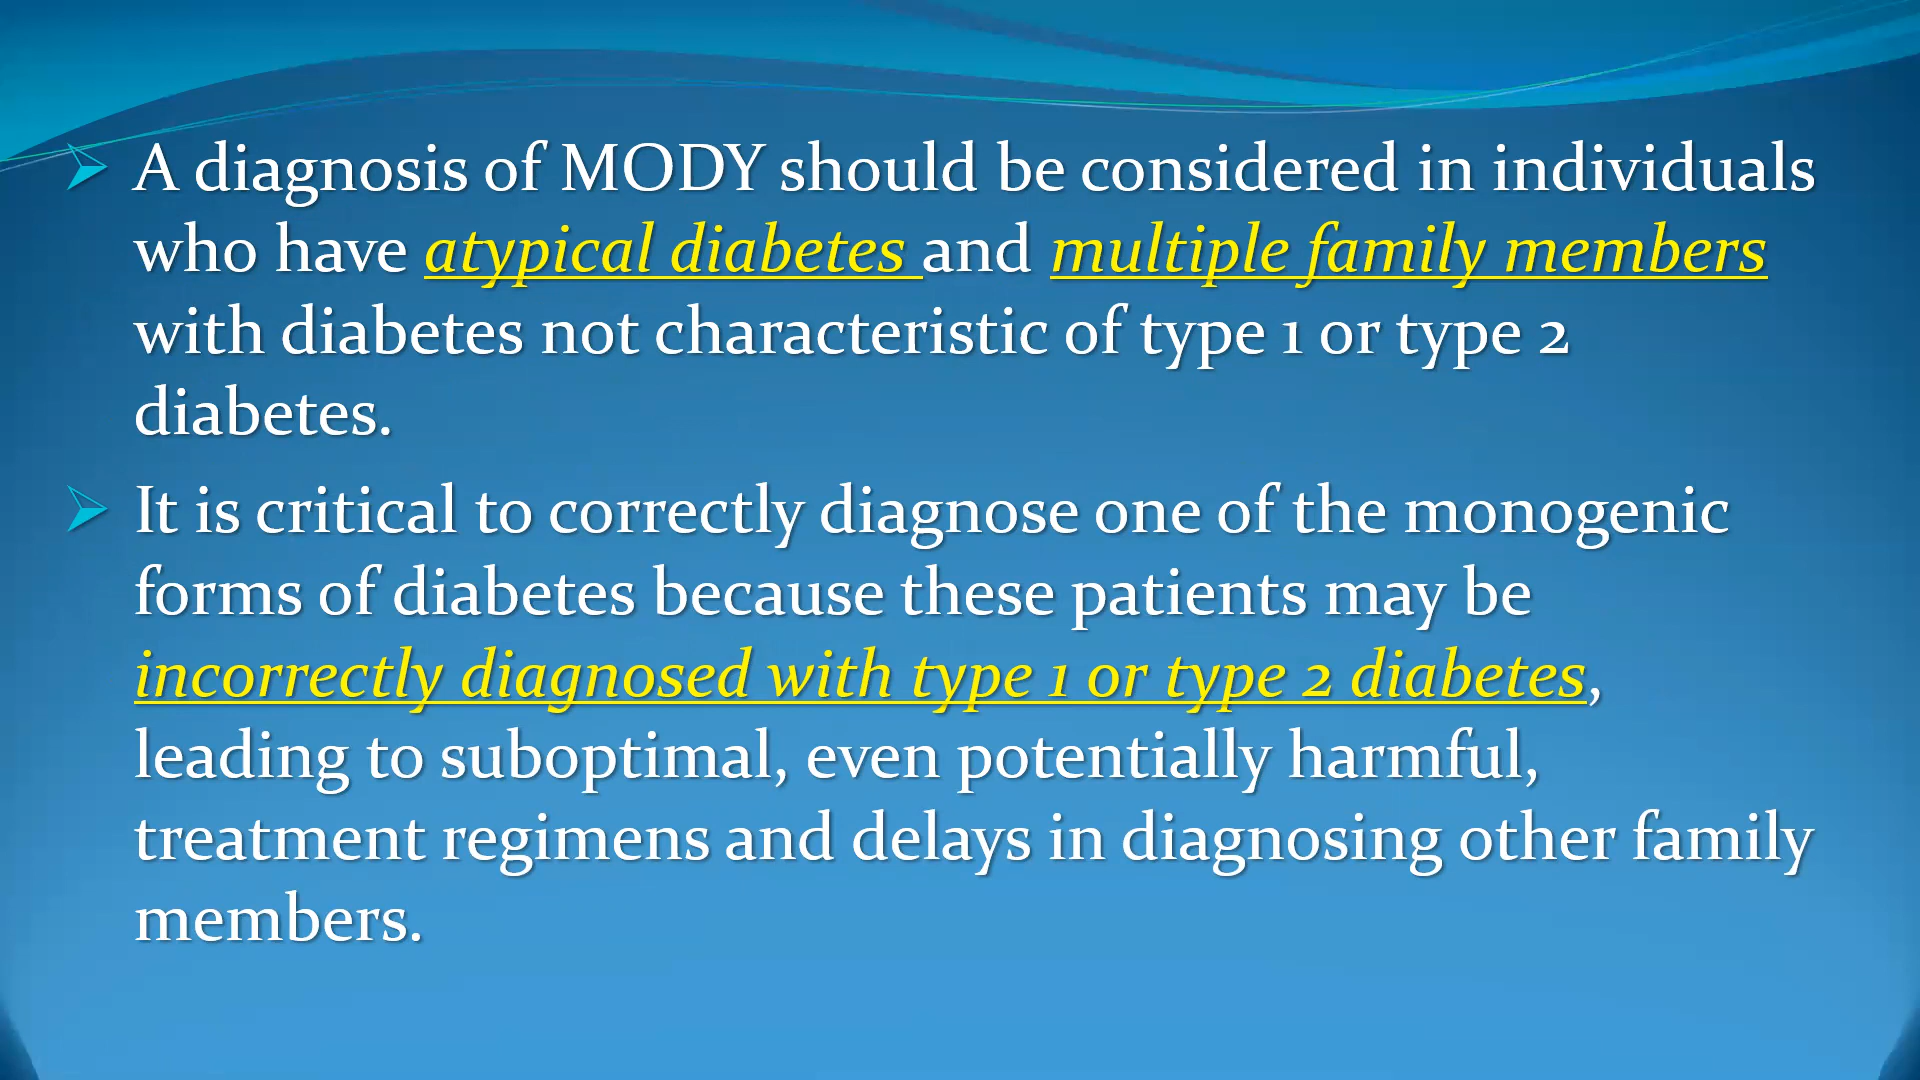 A diagnosis of MODY should be considered in individuals
who have atypical diabetes and multiple family members
with diabetes not characteristic of type 1 or type 2
diabetes.
It is critical to correctly diagnose one of the monogenic
forms of diabetes because these patients may be
incorrectly diagnosed with type 1 or type 2 diabetes,
leading to suboptimal, even potentially harmful,
treatment regimens and delays in diagnosing other family
members.